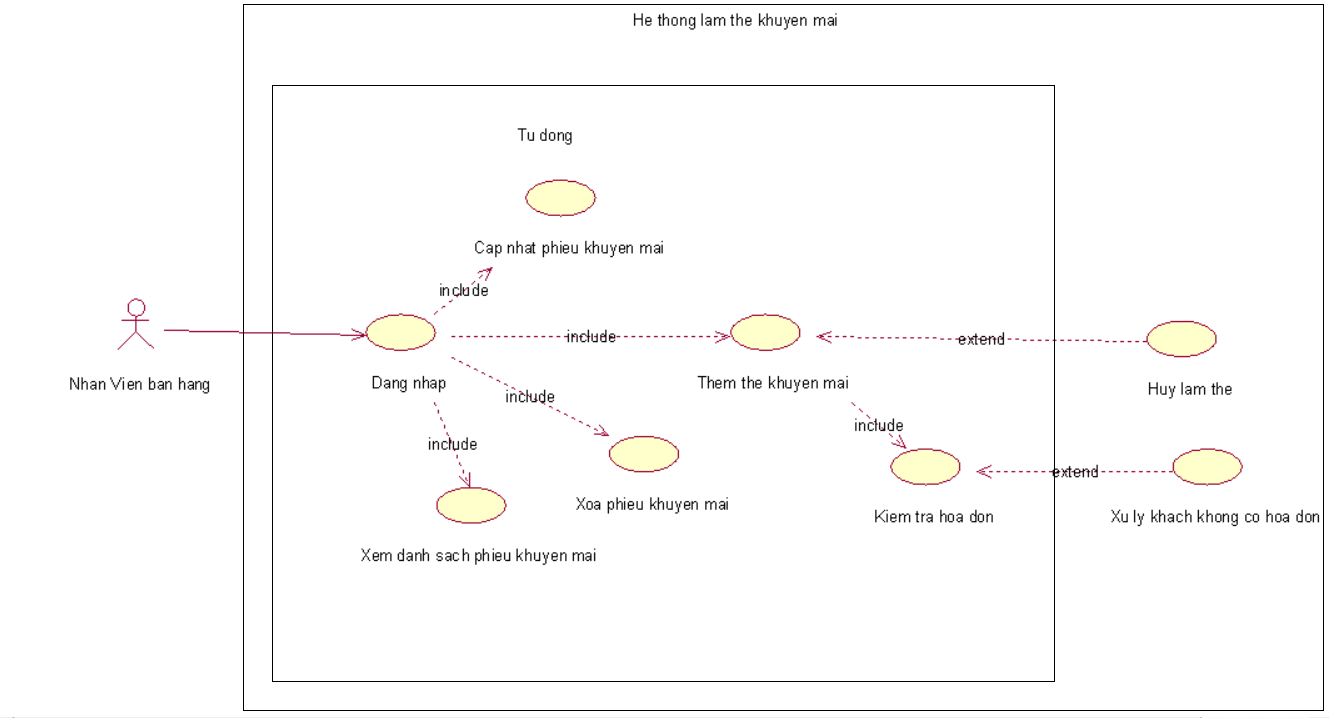 He thong lam the khuyen mai
Tu dong
Cap nhat phieu khuyen mai
include
include
extend
Nhan Vien ban hang
Dang nhap
Them the khuyen mai
Huy lam the
include
include
include
extend
Xoa phieu khuyen mai
Kiem tra hoa don
Xu ly khach khong co hoa don
Xem danh sach phieu khuyen mai